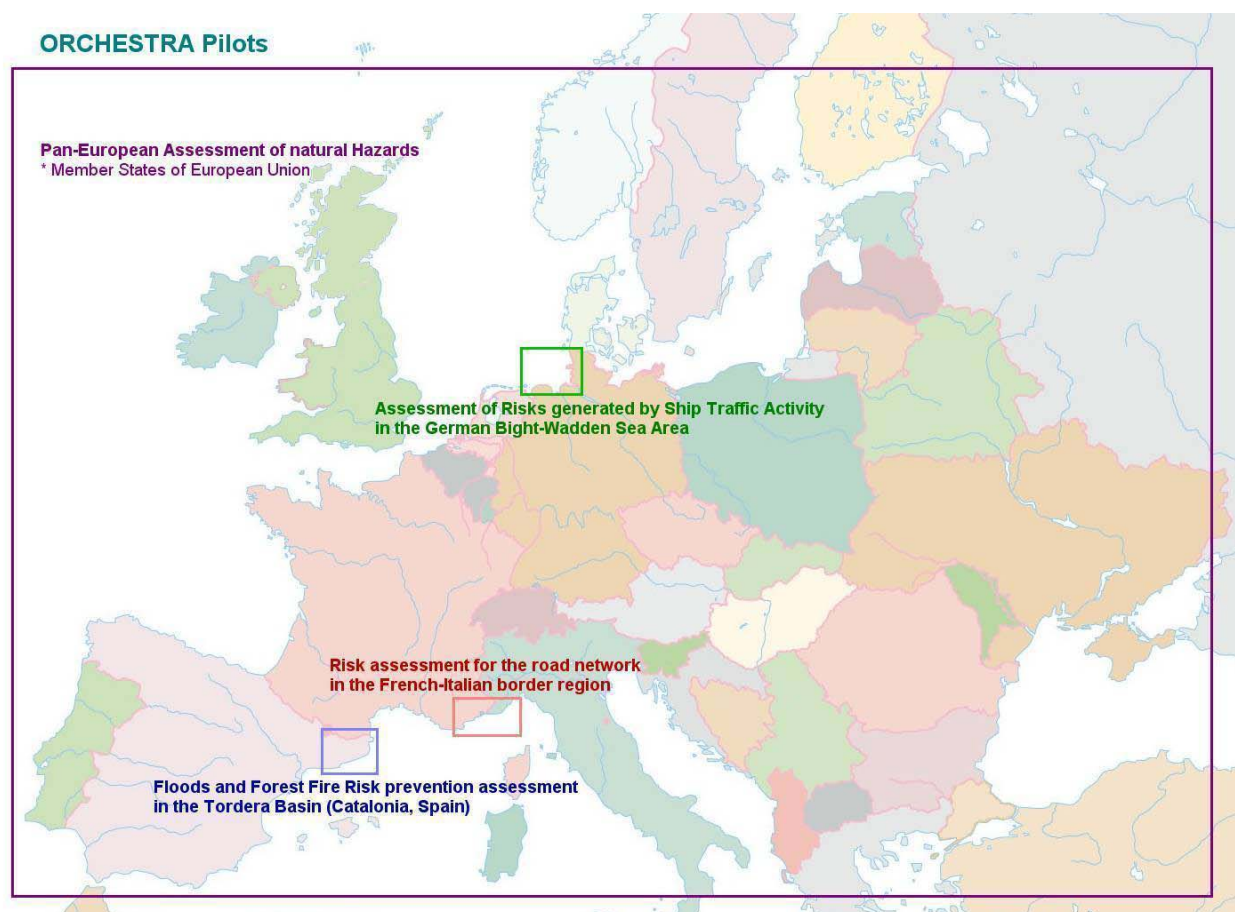 ORCHESTRA Pilots
Pan-European Assessment of natural Hazards
* Member States of European Union
Assessment of Risks generated by Ship Traffic Activity
in the German Bight-Wadden Sea Area
Risk assessment for the road network
in the French-Italian border region
Floods and Forest Fire Risk prevention assessment
in the Tordera Basin (Catalonia, Spain)